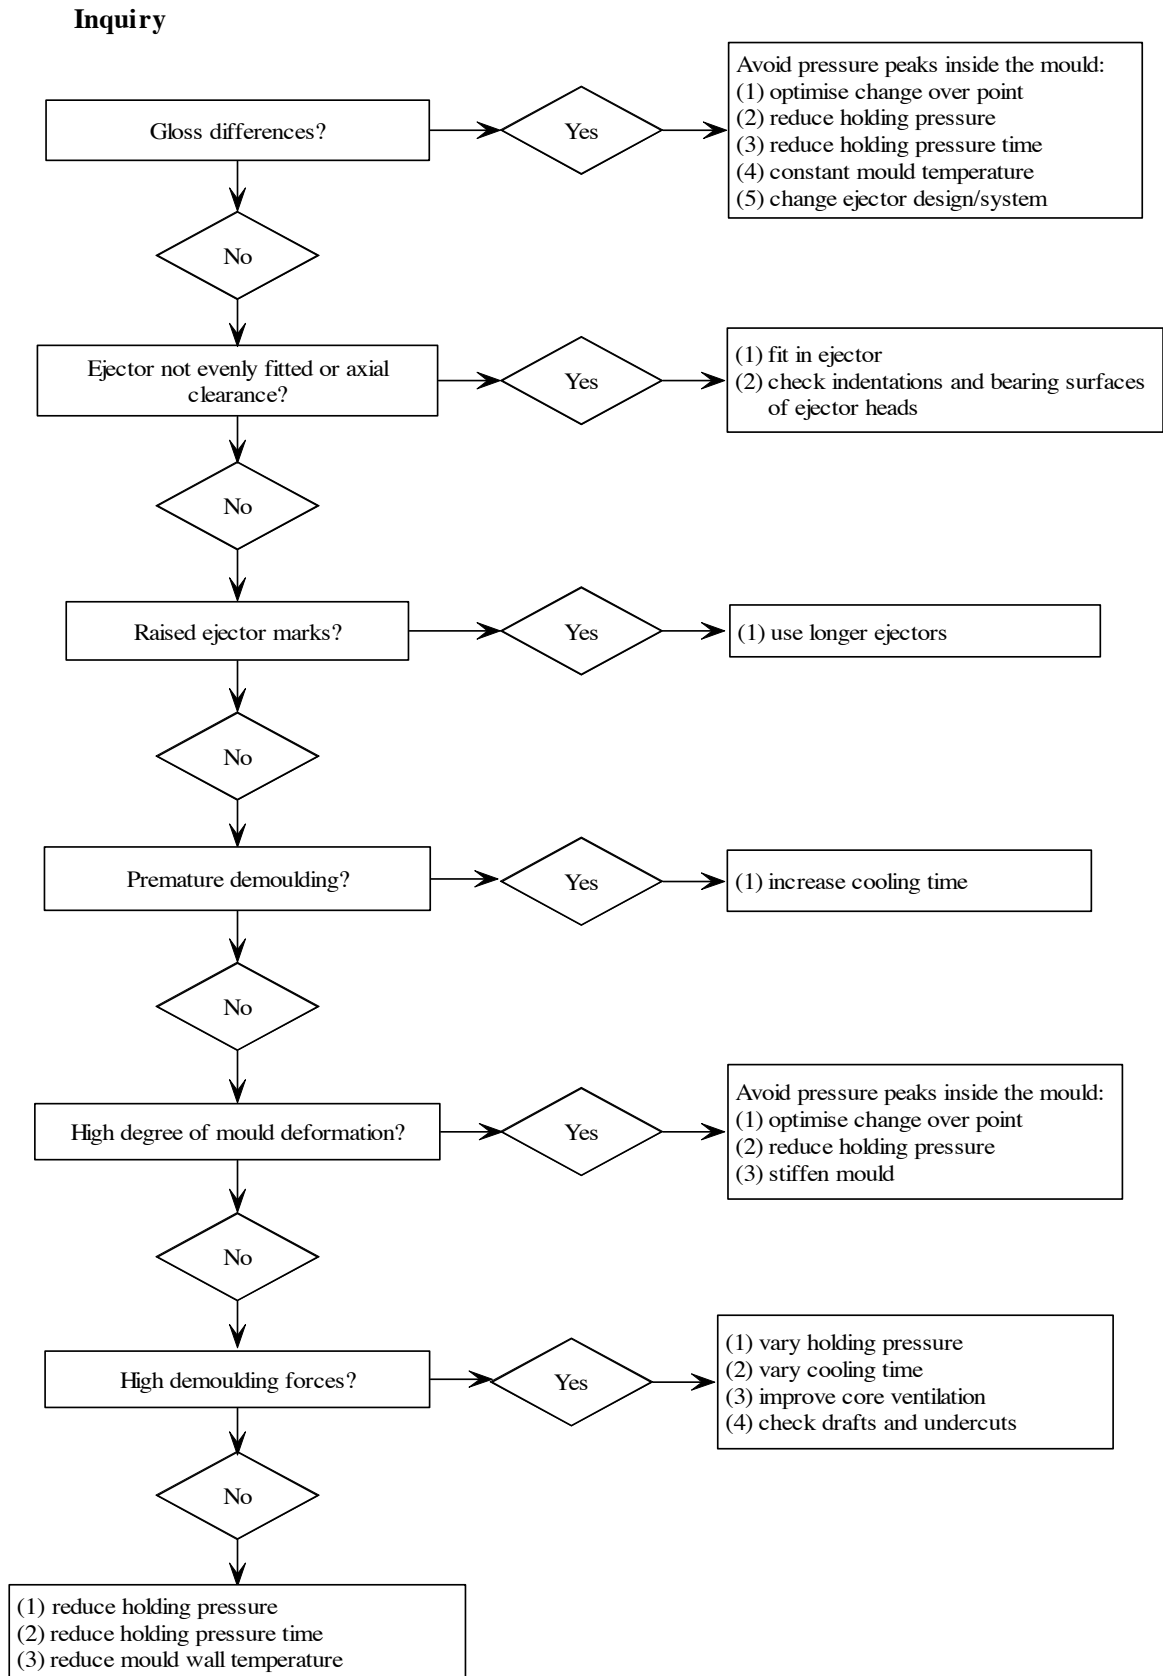 Inquiry
Gloss differences?
Yes
Avoid pressure peaks inside the mould:
(1) optimise change over point
(2) reduce holding pressure
(3) reduce holding pressure time
(4) constant mould temperature
(5) change ejector design/system
No
Ejector not evenly fitted or axial
clearance?
Yes
(1) fit in ejector
(2) check indentations and bearing surfaces
of ejector heads
No
Raised ejector marks?
Yes
(1) use longer ejectors
No
Premature demoulding?
Yes
(1) increase cooling time
No
High degree of mould deformation?
Yes
Avoid pressure peaks inside the mould:
(1) optimise change over point
(2) reduce holding pressure
(3) stiffen mould
No
High demoulding forces?
Yes
(1) vary holding pressure
(2) vary cooling time
(3) improve core ventilation
(4) check drafts and undercuts
No
(1) reduce holding pressure
(2) reduce holding pressure time
(3) reduce mould wall temperature